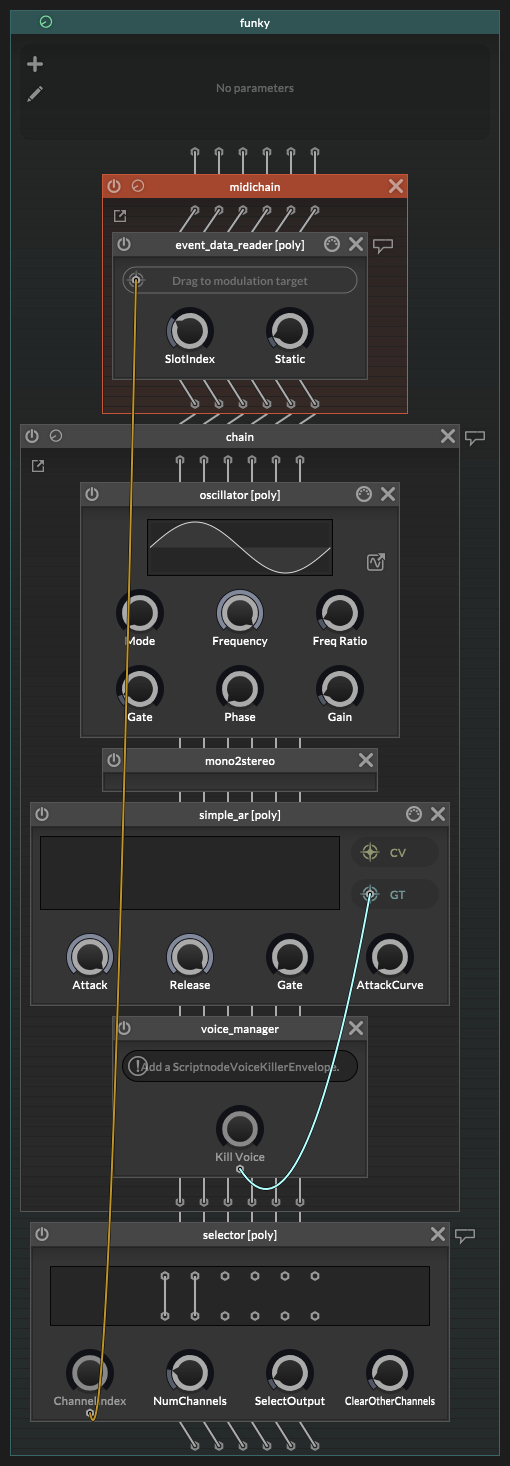 funky
No parameters
midichain
event_data_reader [poly]
Drag to modulation target
SlotIndex
Static
chain
oscillator [poly]
Mode
Frequency
Freq Ratio
Gate
Phase
Gain
mono2stereo
simple_ar [poly]
CV
GT
Attack
Release
Gate
AttackCurve
voice_manager
Add a ScriptnodeVoiceKillerEnvelope.
Kill Voice
selector [poly]
ChannelIndex
NumChannels
SelectOutput
ClearOtherChannels